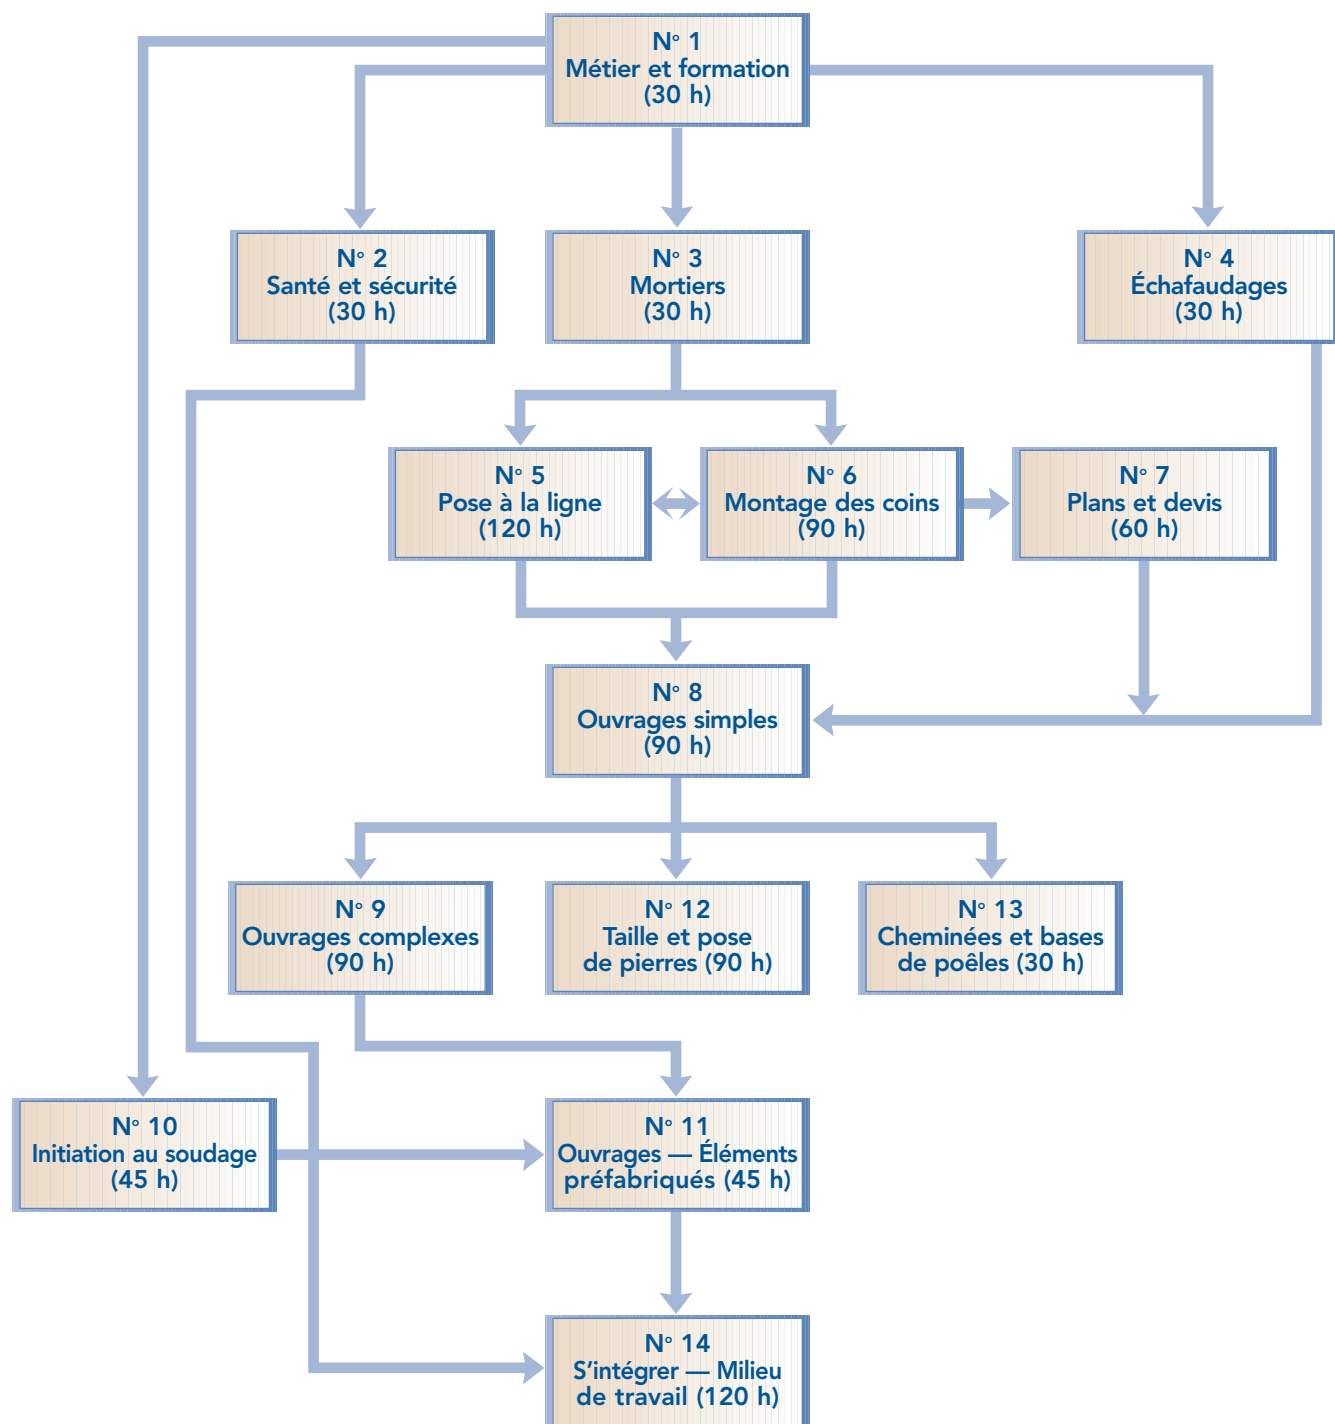 N° 1
Métier et formation
(30 h)
N° 2
Santé et sécurité
(30 h)
N° 3
Mortiers
(30 h)
N° 4
Échafaudages
(30 h)
N° 5
Pose à la ligne
(120 h)
N° 6
Montage des coins
(90 h)
N° 7
Plans et devis
(60 h)
N° 8
Ouvrages simples
(90 h)
N° 9
Ouvrages complexes
(90 h)
N° 12
Taille et pose
de pierres (90 h)
N° 13
Cheminées et bases
de poêles (30 h)
N° 10
Initiation au soudage
(45 h)
N° 11
Ouvrages — Éléments
préfabriqués (45 h)
N° 14
S’intégrer — Milieu
de travail (120 h)